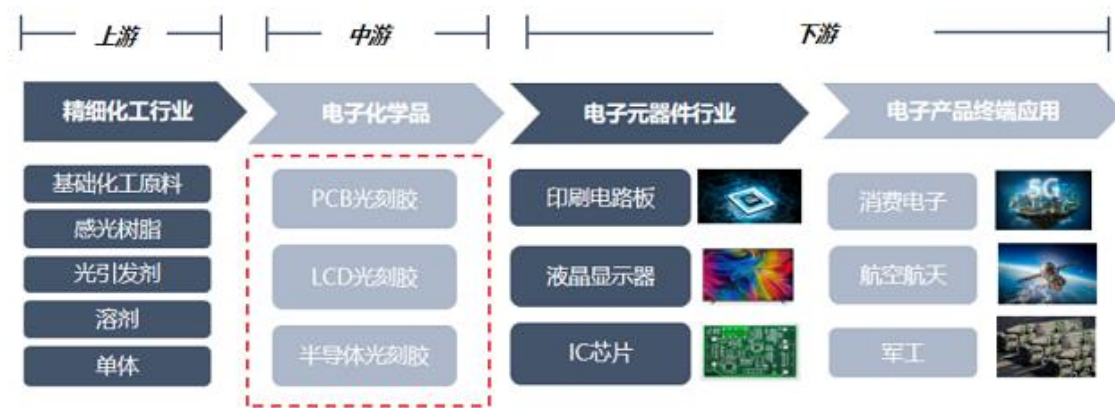 上游
中游
下游
精细化工行业
电子化学品
电子元器件行业
电子产品终端应用
基础化工原料
感光树脂
光引发剂
溶剂
单体
PCB光刻胶
LCD光刻胶
半导体光刻胶
印刷电路板
液晶显示器
IC芯片
消费电子
航空航天
军工
5G